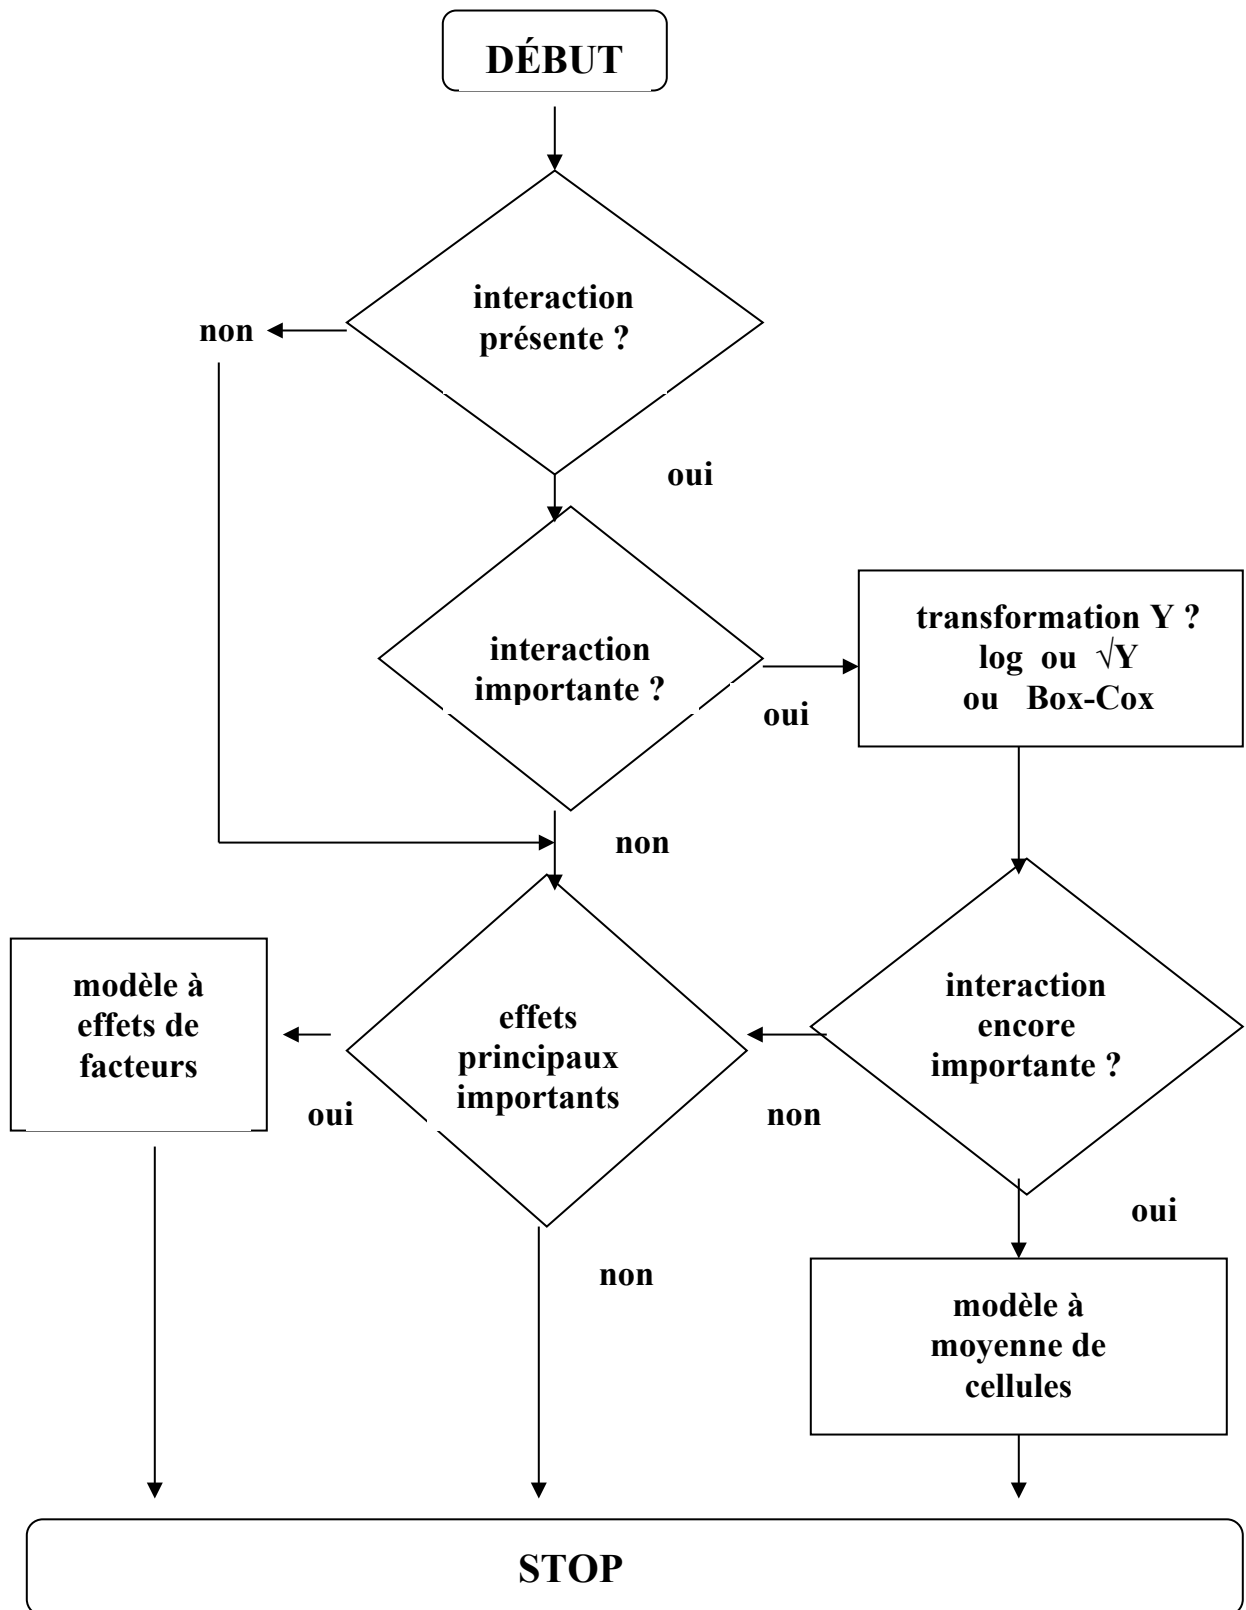 DÉBUT
interaction
présente ?
non
oui
interaction
importante ?
oui
transformation Y ?
log ou √Y
ou Box-Cox
non
modèle à
effets de
facteurs
oui
effets
principaux
importants
non
interaction
encore
importante ?
oui
non
modèle à
moyenne de
cellules
STOP